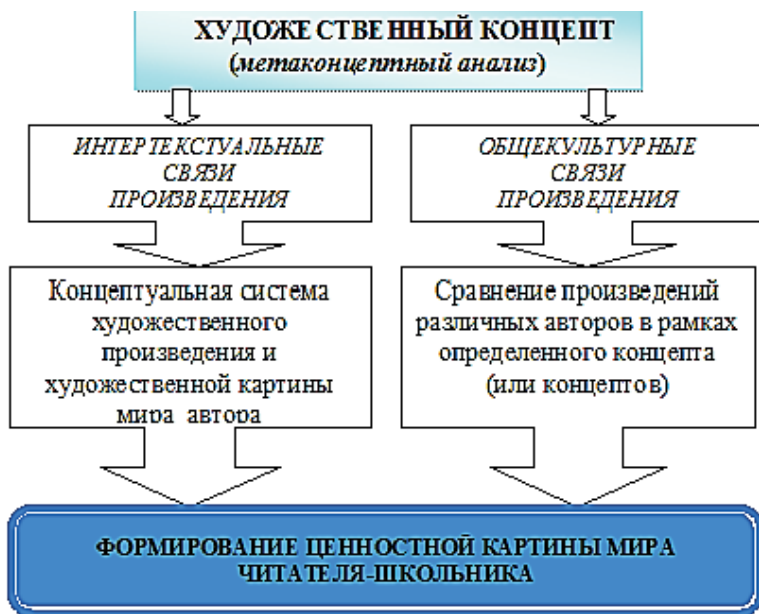 ХУДОЖЕСТВЕННЫЙ КОНЦЕПТ
(метаконцептный анализ)
ИНТЕРТЕКСТУАЛЬНЫЕ
СВЯЗИ
ПРОИЗВЕДЕНИЯ
ОБЩЕКУЛЬТУРНЫЕ
СВЯЗИ
ПРОИЗВЕДЕНИЯ
Концептуальная система
художественного
произведения и
художественной картины
мира автора
Сравнение произведений
различных авторов в рамках
определенного концепта
(или концептов)
ФОРМИРОВАНИЕ ЦЕННОСТНОЙ КАРТИНЫ МИРА
ЧИТАТЕЛЯ-ШКОЛЬНИКА